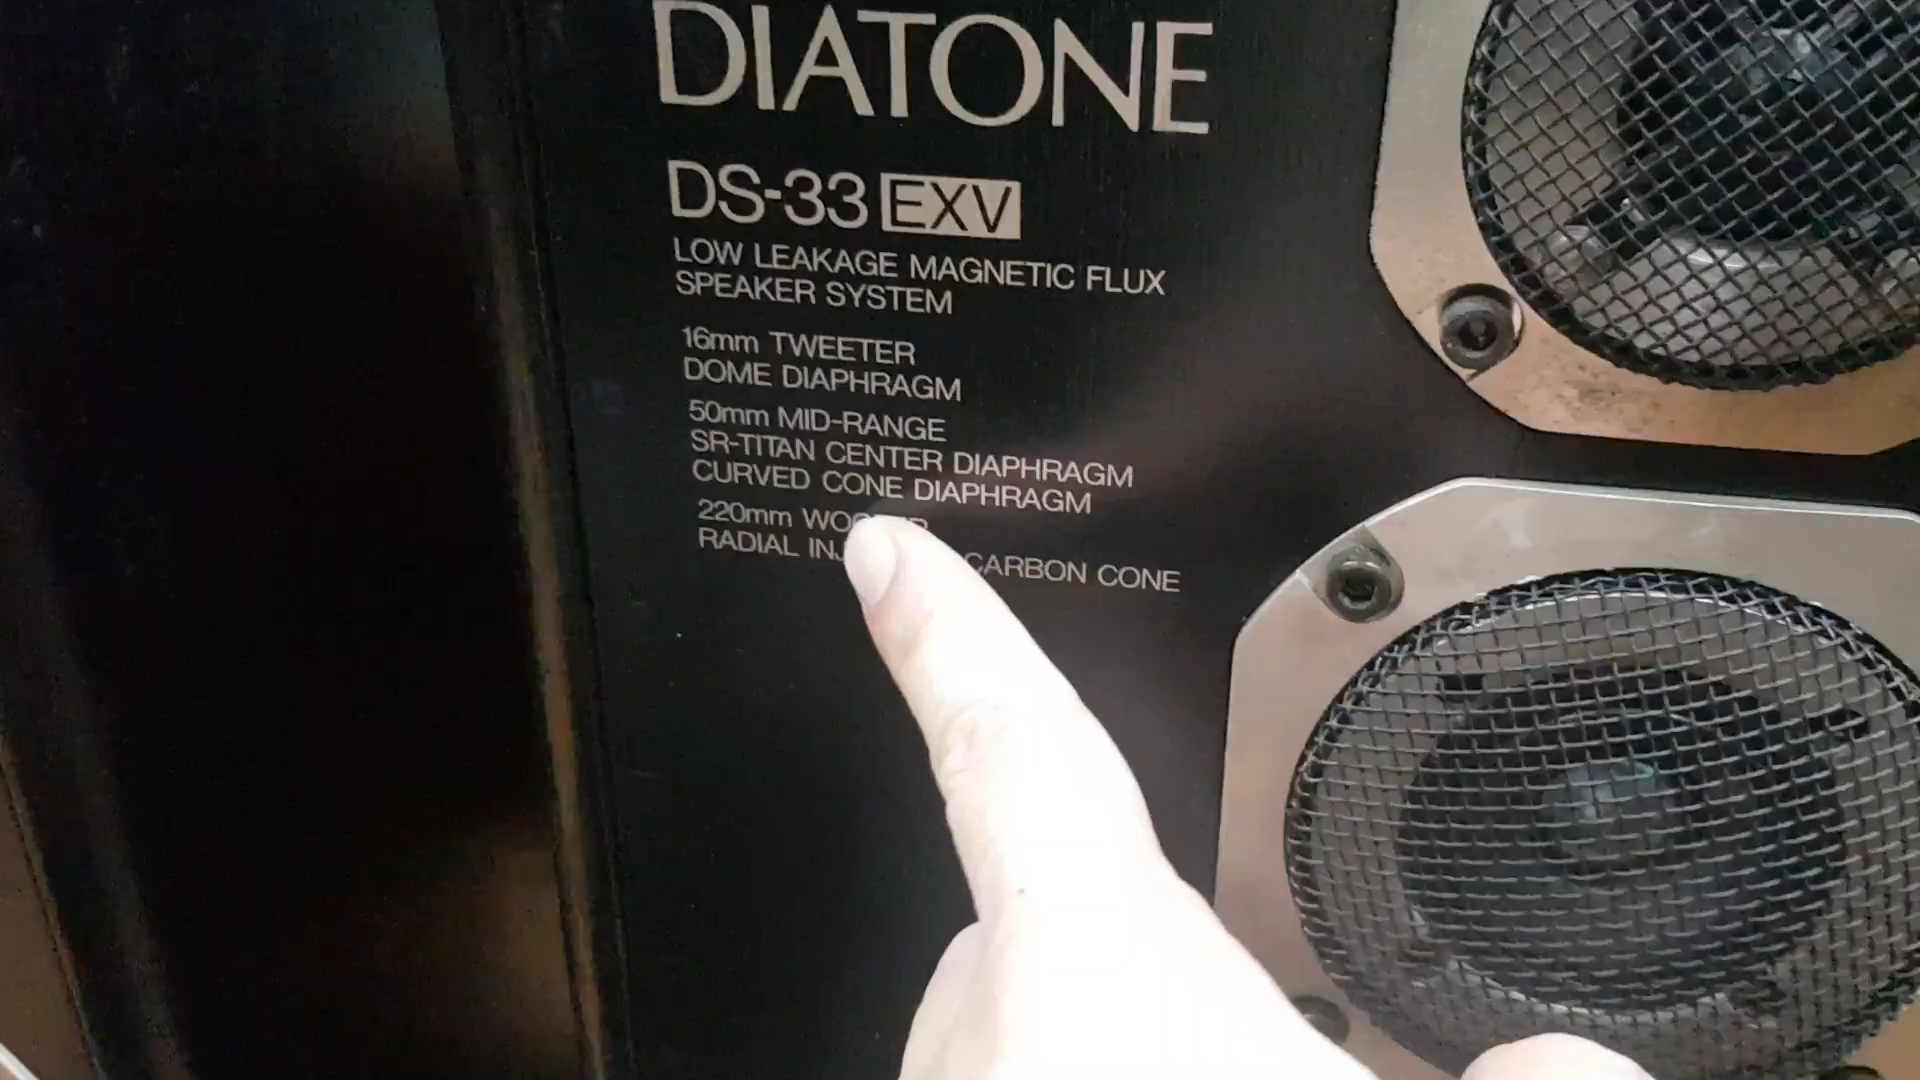 DIATONE
DS-33 EXV
LOW LEAKAGE MAGNETIC FLUX
SPEAKER SYSTEM
16mm TWEETER
DOME DIAPHRAGM
50mm MID-RANGE
SR-TITAN CENTER DIAPHRAGM
CURVED CONE DIAPHRAGM
220mm
RADIAL CARBON CONE